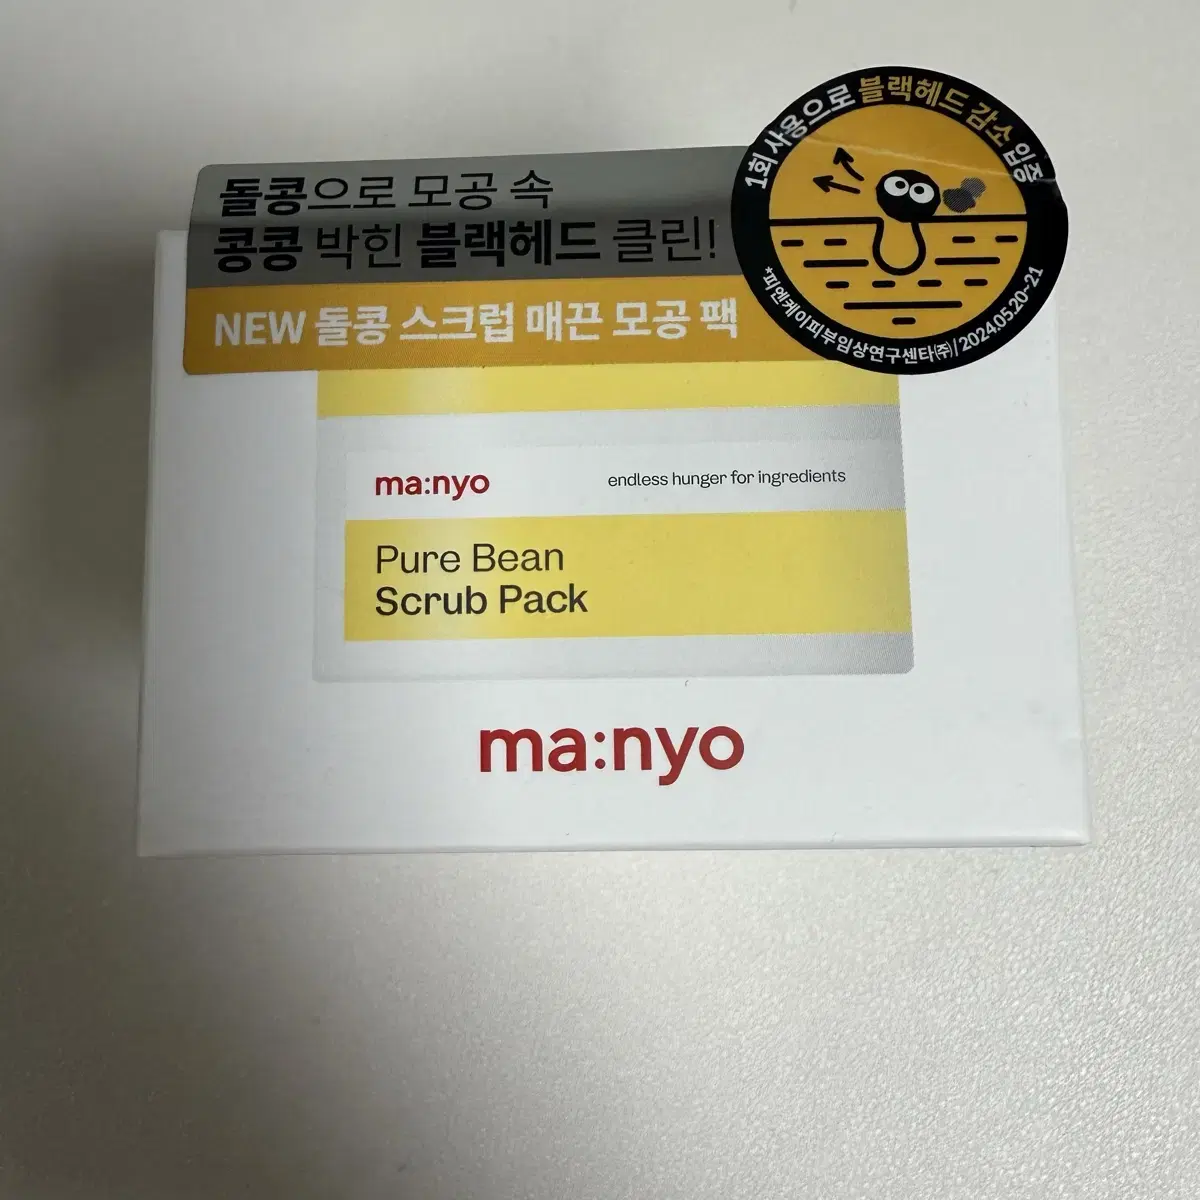 1회 사용으로 블랙헤드 감소 입증
돌콩으로 모공 속
콩콩 박힌 블랙헤드 클린!
NEW 돌콩 스크럽 매끈 모공 팩
*피엔케이피부임상연구센타㈜ / 2024.05.20~21
ma:nyo endless hunger for ingredients
Pure Bean
Scrub Pack
ma:nyo